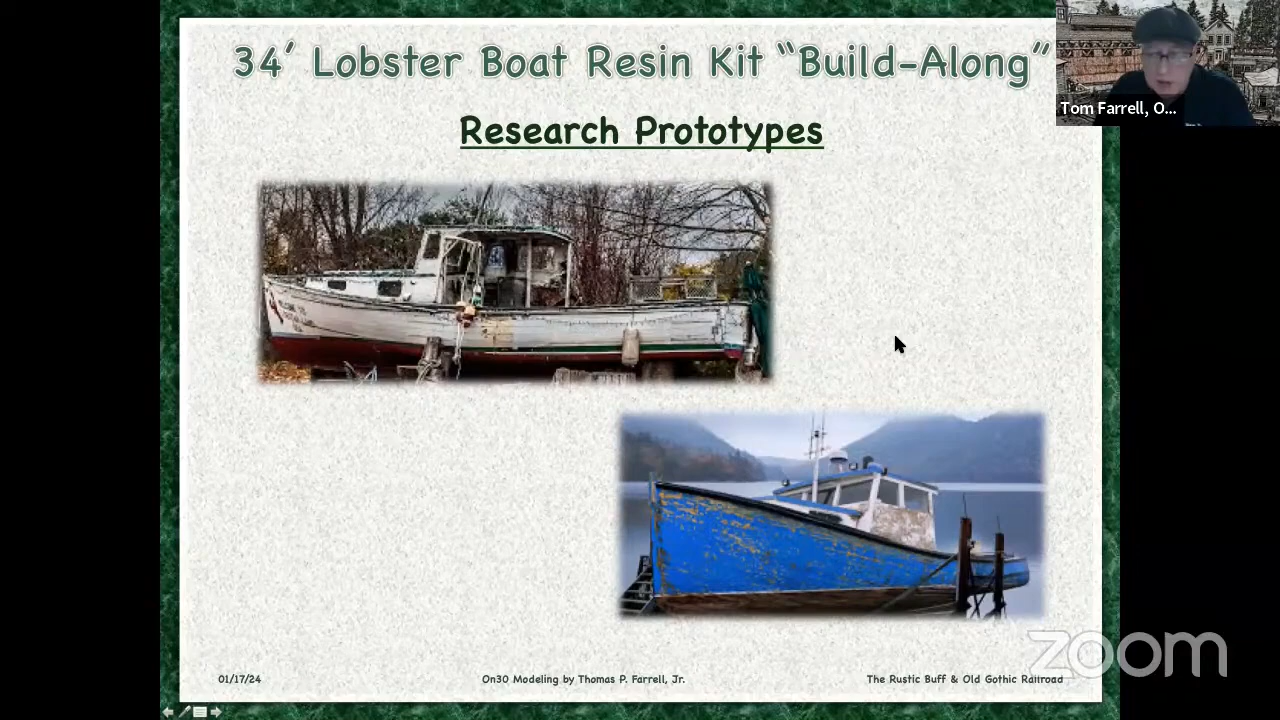 34′ Lobster Boat Resin Kit “Build-Along”
Tom Farrell, O...
Research Prototypes
zoom
01/17/24
On30 Modeling by Thomas P. Farrell, Jr.
The Rustic Buff & Old Gothic Railroad